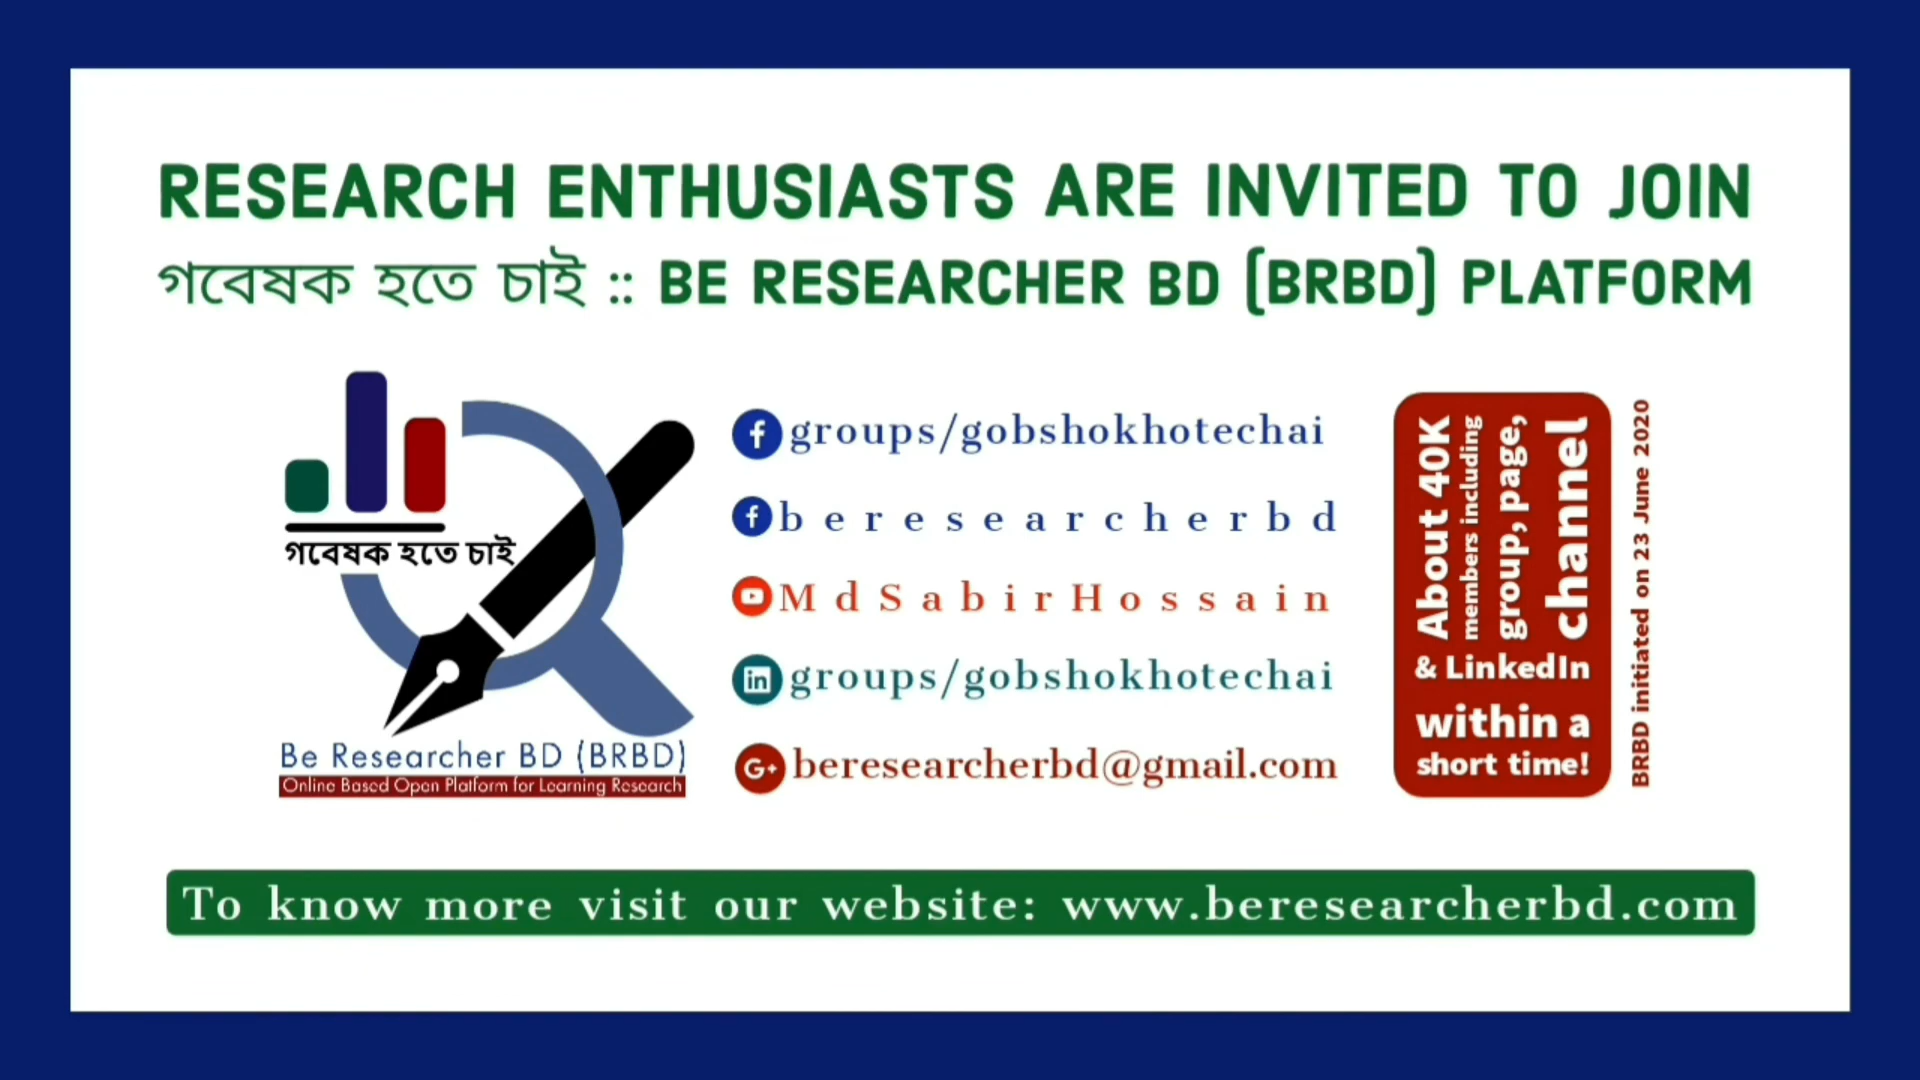 RESEARCH ENTHUSIASTS ARE INVITED TO JOIN
গবেষক হতে চাই :: BE RESEARCHER BD (BRBD) PLATFORM
গবেষক হতে চাই
Be Researcher BD (BRBD)
Online Based Open Platform for Learning Research
groups/gobshokhotechai
beresearcherbd
MdSabirHossain
groups/gobshokhotechai
beresearcherbd@gmail.com
About 40K
members including
group, page,
channel
& LinkedIn
within a
short time!
BRBD initiated on 23 June 2020
To know more visit our website: www.beresearcherbd.com